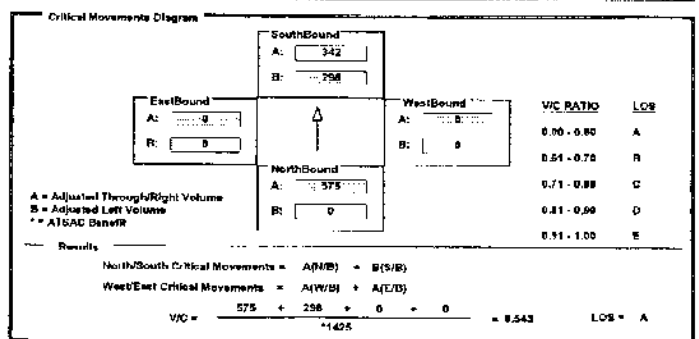 Critical Movements Diagram
SouthBound
A: 342
B: 298
EastBound
A: 0
B: 0
WestBound
A: 0
B: 0
NorthBound
A: 575
B: 0
V/C RATIO LOS
0.00 - 0.60 A
0.61 - 0.70 B
0.71 - 0.80 C
0.81 - 0.90 D
0.91 - 1.00 E
A = Adjusted Through/Right Volume
B = Adjusted Left Volume
* = ATSAC Benefit
Results
North/South Critical Movements = A(N/B) + B(S/B)
West/East Critical Movements = A(W/B) + A(E/B)
V/C = 575 + 298 + 0 + 0
*1425
= 0.543 LOS = A